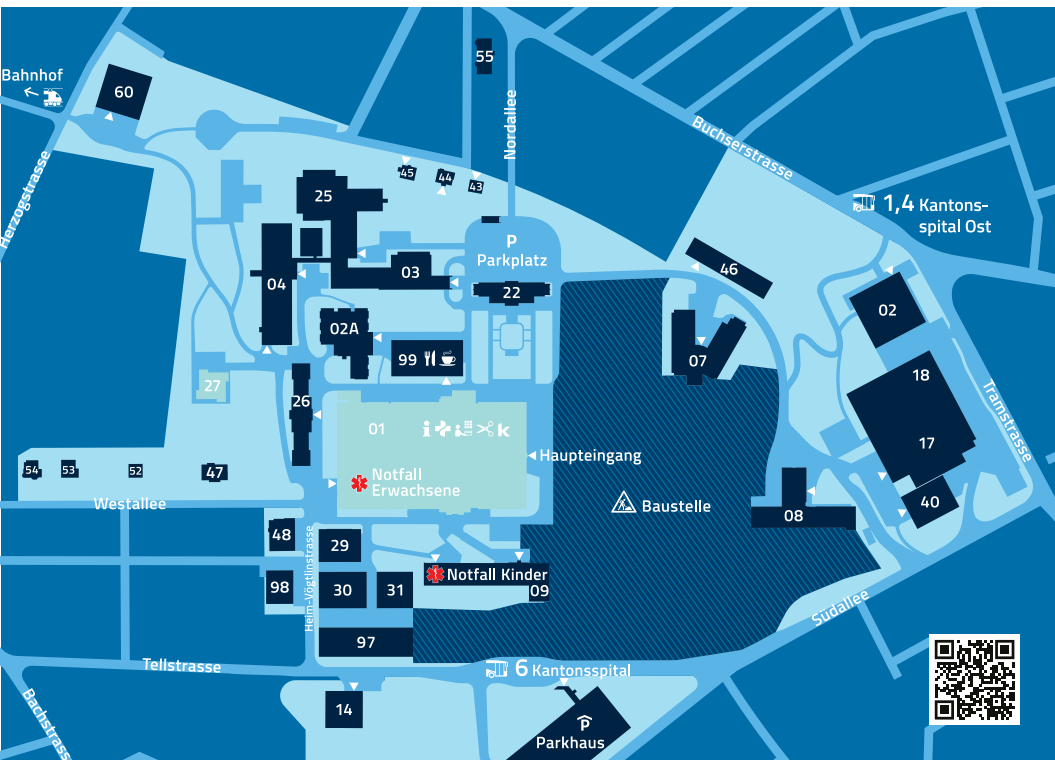 55
Bahnhof
60
Nordallee
Buchserstrasse
Herzogstrasse
45
44
43
25
1,4 Kantons-
spital Ost
P
Parkplatz
03
46
04
22
02
02A
99
07
27
18
26
01
i
k
Tramstrasse
17
Haupteingang
54
53
52
47
Notfall
Erwachsene
Westallee
Baustelle
40
08
48
29
Heim-Vögtlinstrasse
Notfall Kinder
98
30
31
09
Südallee
97
Tellstrasse
6 Kantonsspital
Bachstrasse
14
P
Parkhaus